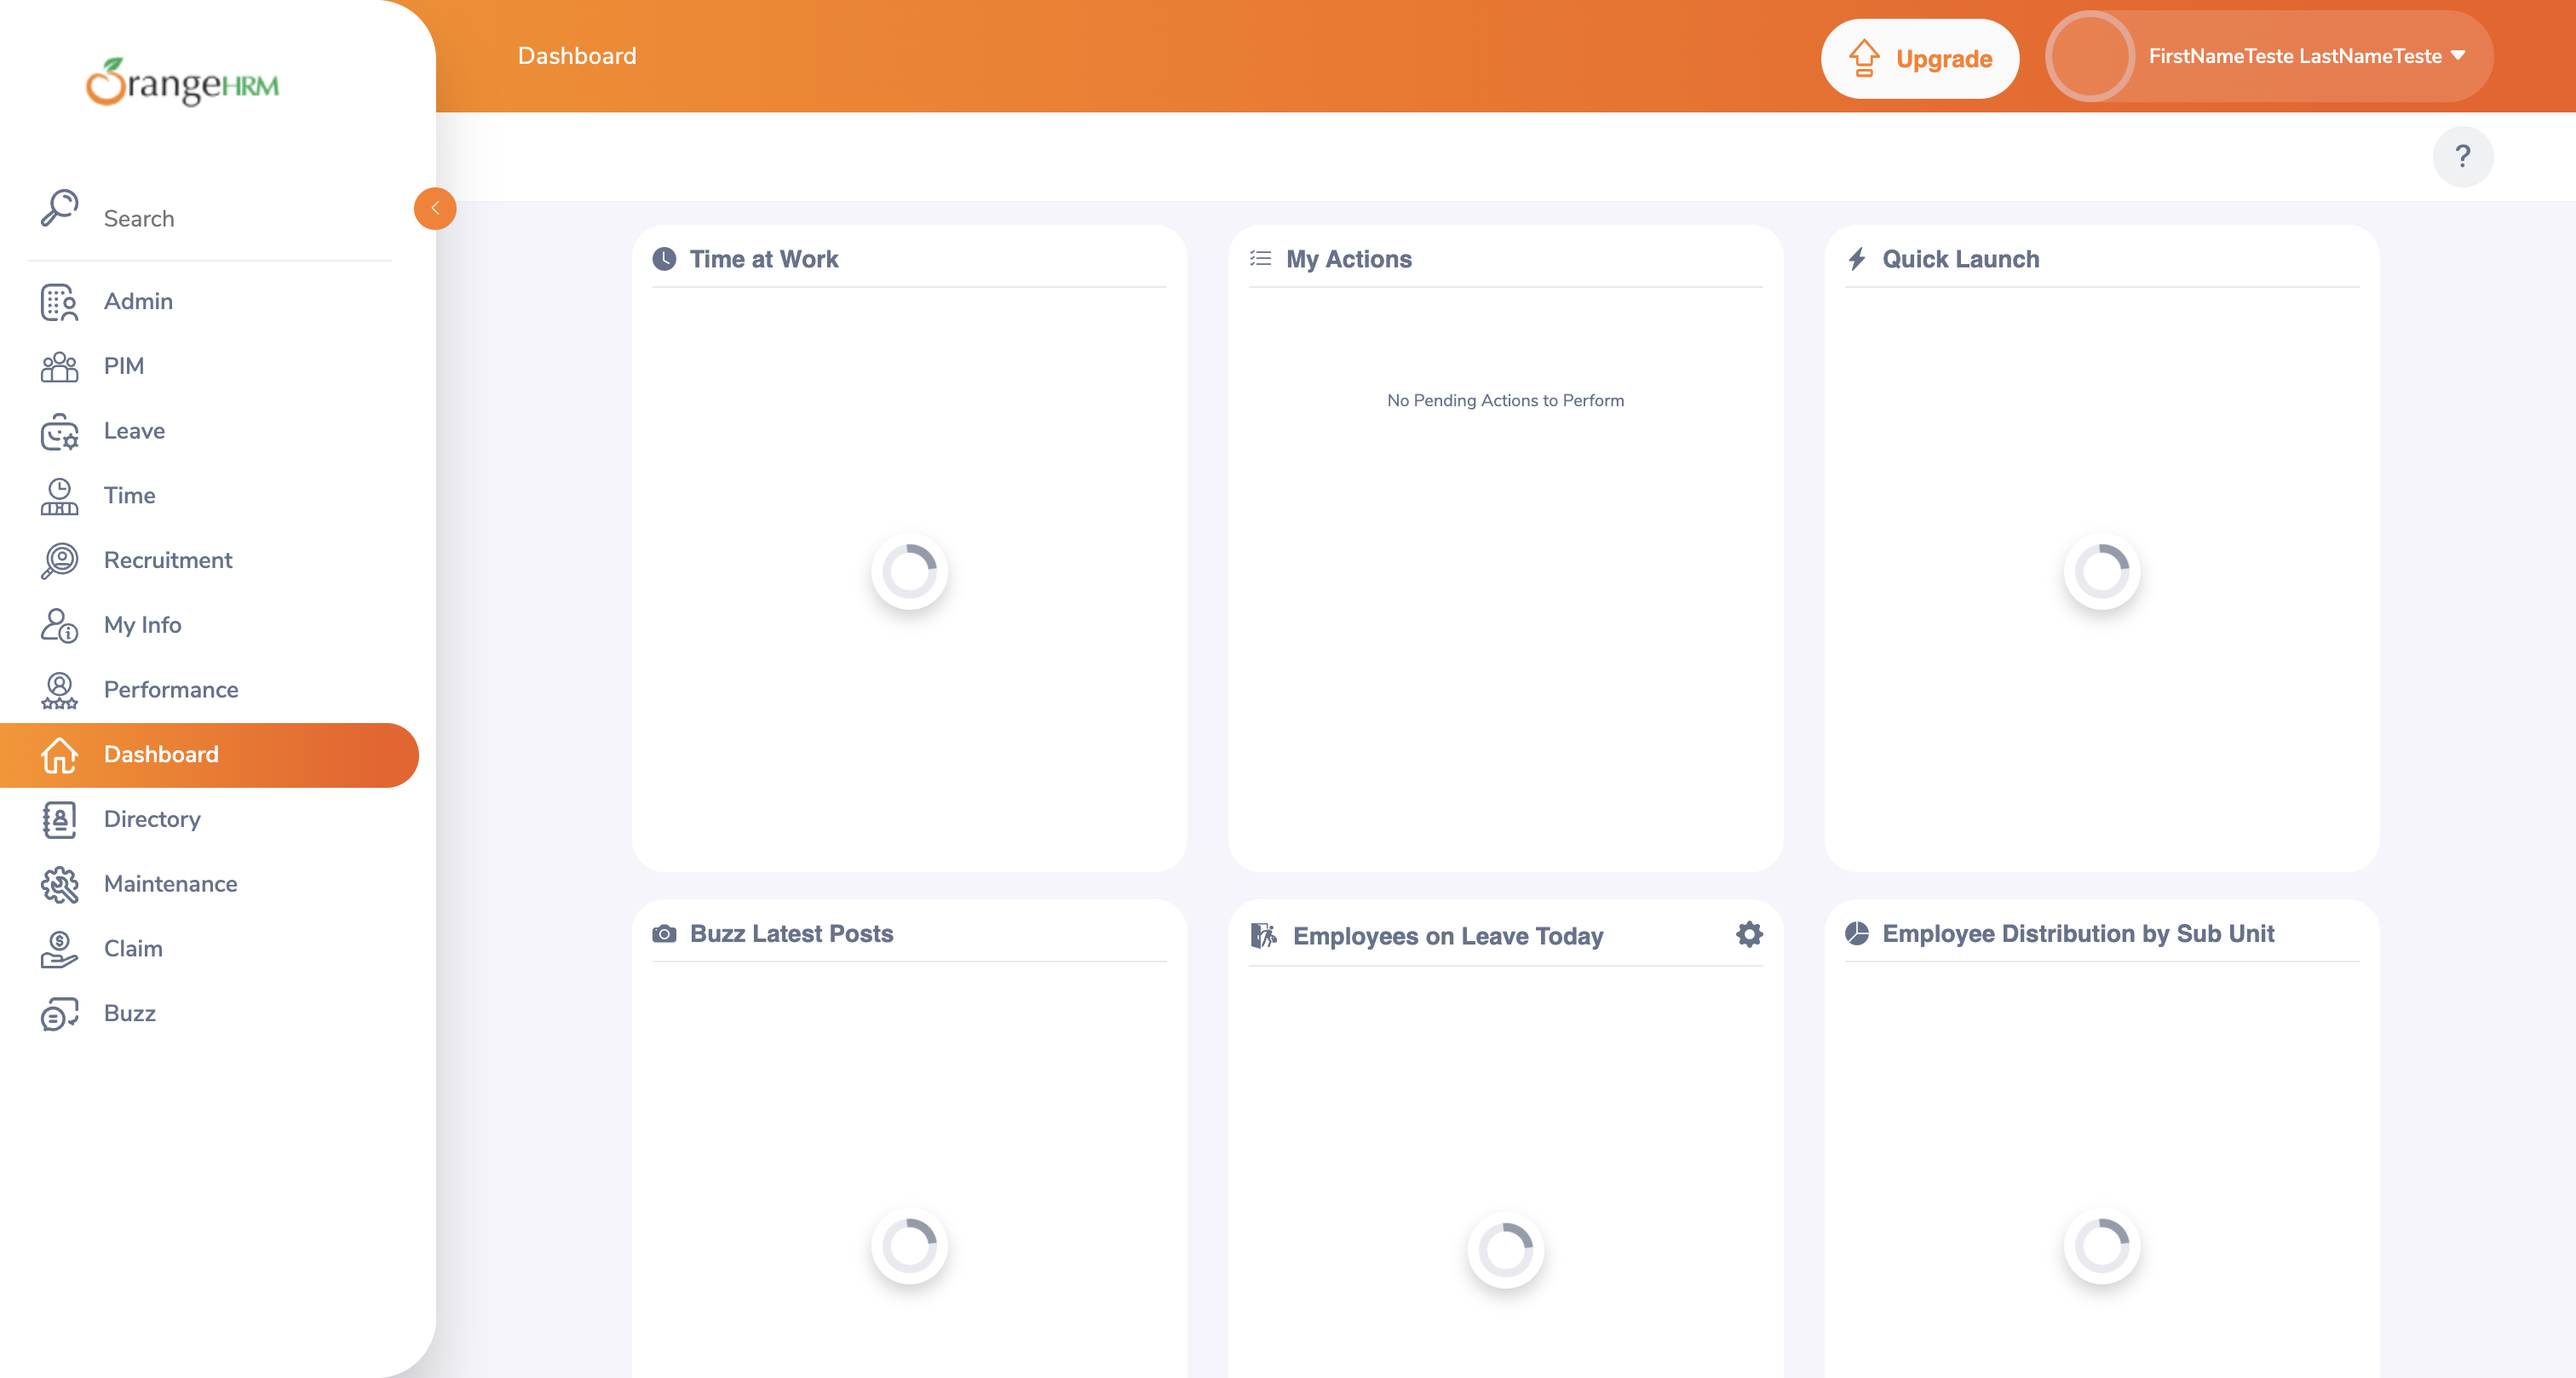 OrangeHRM
Dashboard
Upgrade
FirstNameTeste LastNameTeste
?
Search
Admin
PIM
Leave
Time
Recruitment
My Info
Performance
Dashboard
Directory
Maintenance
Claim
Buzz
Time at Work
My Actions
No Pending Actions to Perform
Quick Launch
Buzz Latest Posts
Employees on Leave Today
Employee Distribution by Sub Unit